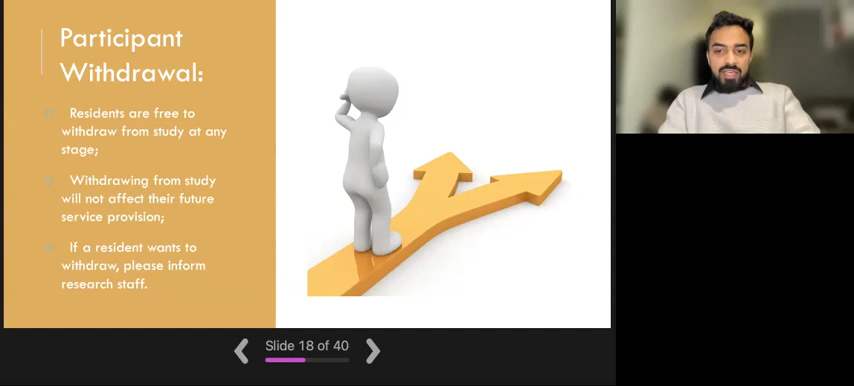 Participant
Withdrawal:
Residents are free to
withdraw from study at any
stage;
Withdrawing from study
will not affect their future
service provision;
If a resident wants to
withdraw, please inform
research staff.
Slide 18 of 40